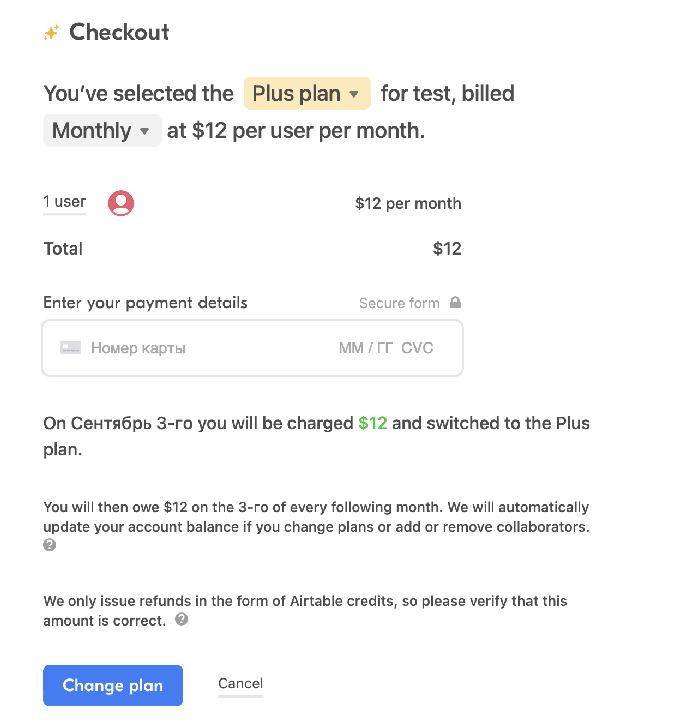 Checkout
You've selected the Plus plan for test, billed
Monthly at $12 per user per month.
1 user $12 per month
Total $12
Enter your payment details Secure form
Номер карты ММ / ГГ CVC
On Сентябрь 3-го you will be charged $12 and switched to the Plus
plan.
You will then owe $12 on the 3-го of every following month. We will automatically
update your account balance if you change plans or add or remove collaborators.
?
We only issue refunds in the form of Airtable credits, so please verify that this
amount is correct. ?
Change plan Cancel